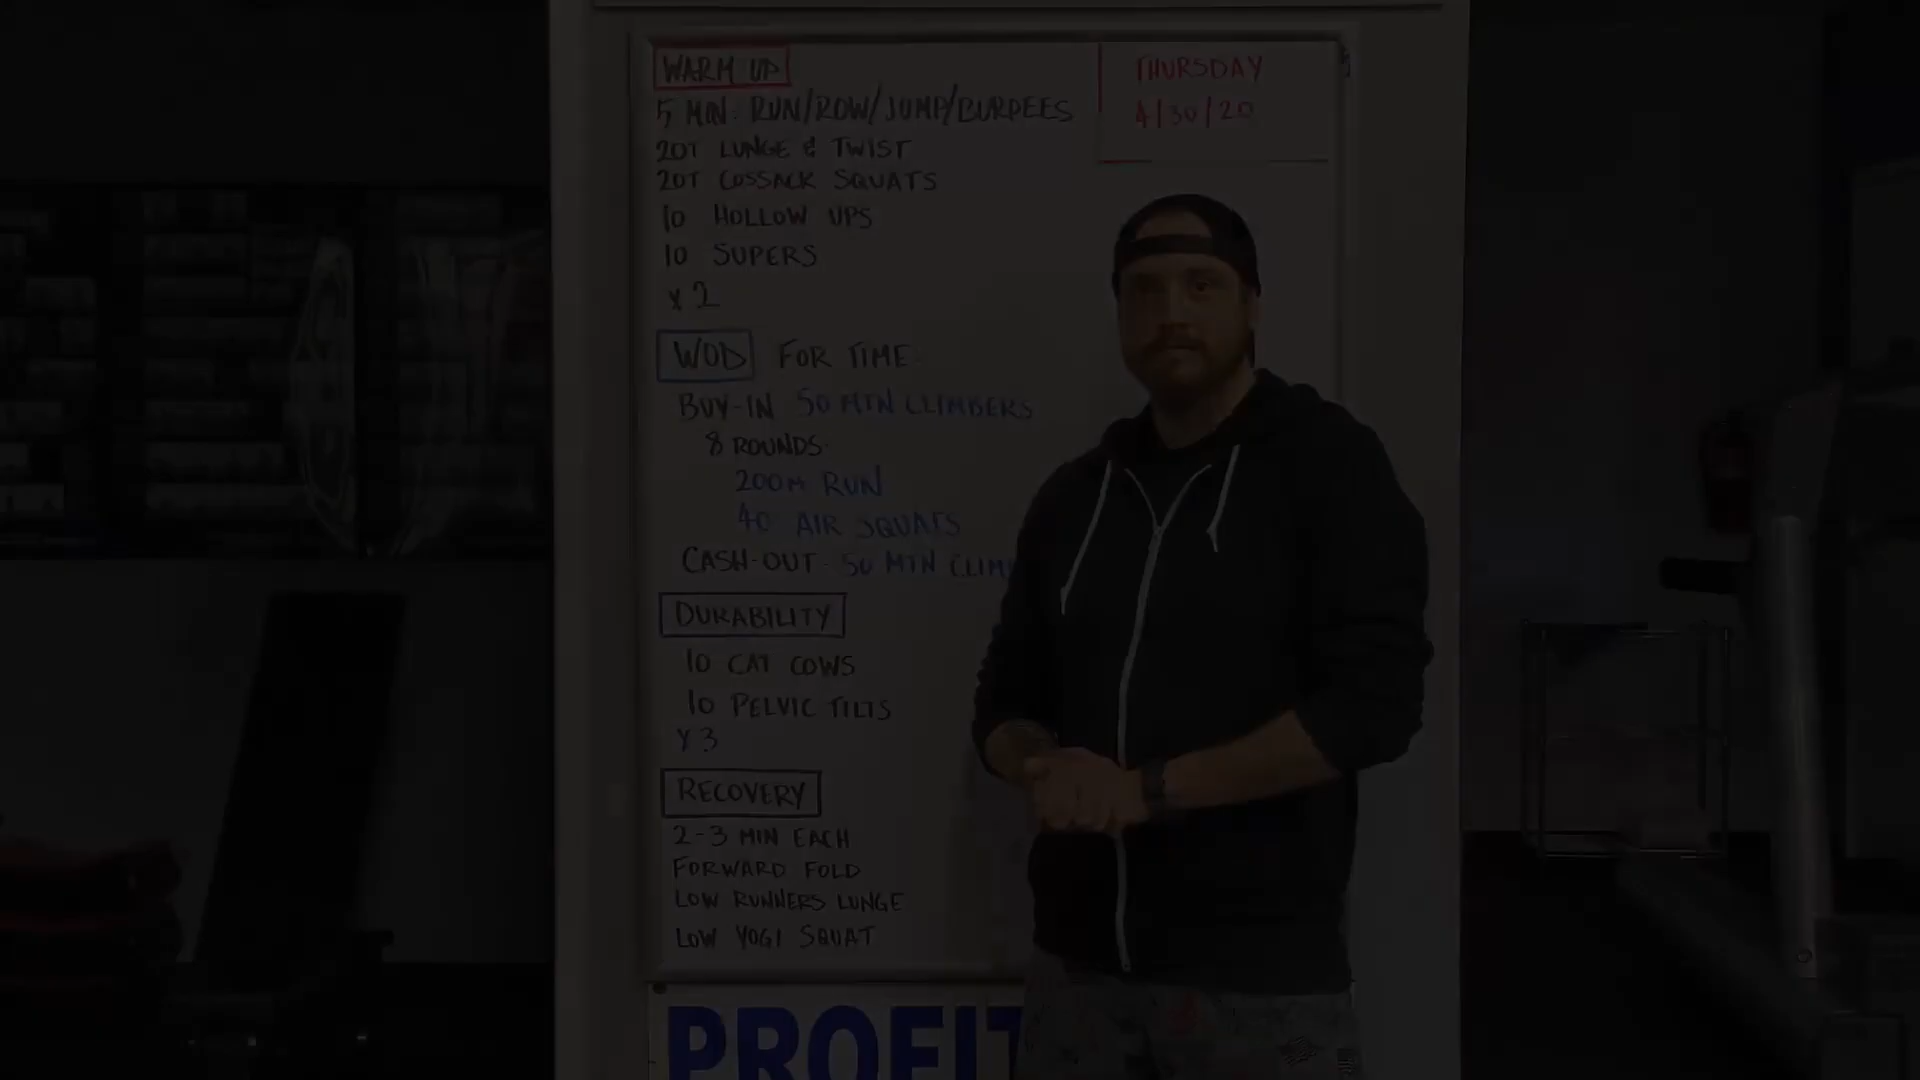 WARM UP
5 MIN: RUN/ROW/JUMP/BURPEES
20T LUNGE & TWIST
20T COSSACK SQUATS
10 HOLLOW UPS
10 SUPERS
x 2
THURSDAY
4/30/20
WOD FOR TIME:
BUY-IN 50 MTN CLIMBERS
8 ROUNDS:
200M RUN
40 AIR SQUATS
CASH-OUT: 50 MTN CLIM
DURABILITY
10 CAT COWS
10 PELVIC TILTS
x 3
RECOVERY
2-3 MIN EACH
FORWARD FOLD
LOW RUNNERS LUNGE
LOW YOGI SQUAT
PROFIT